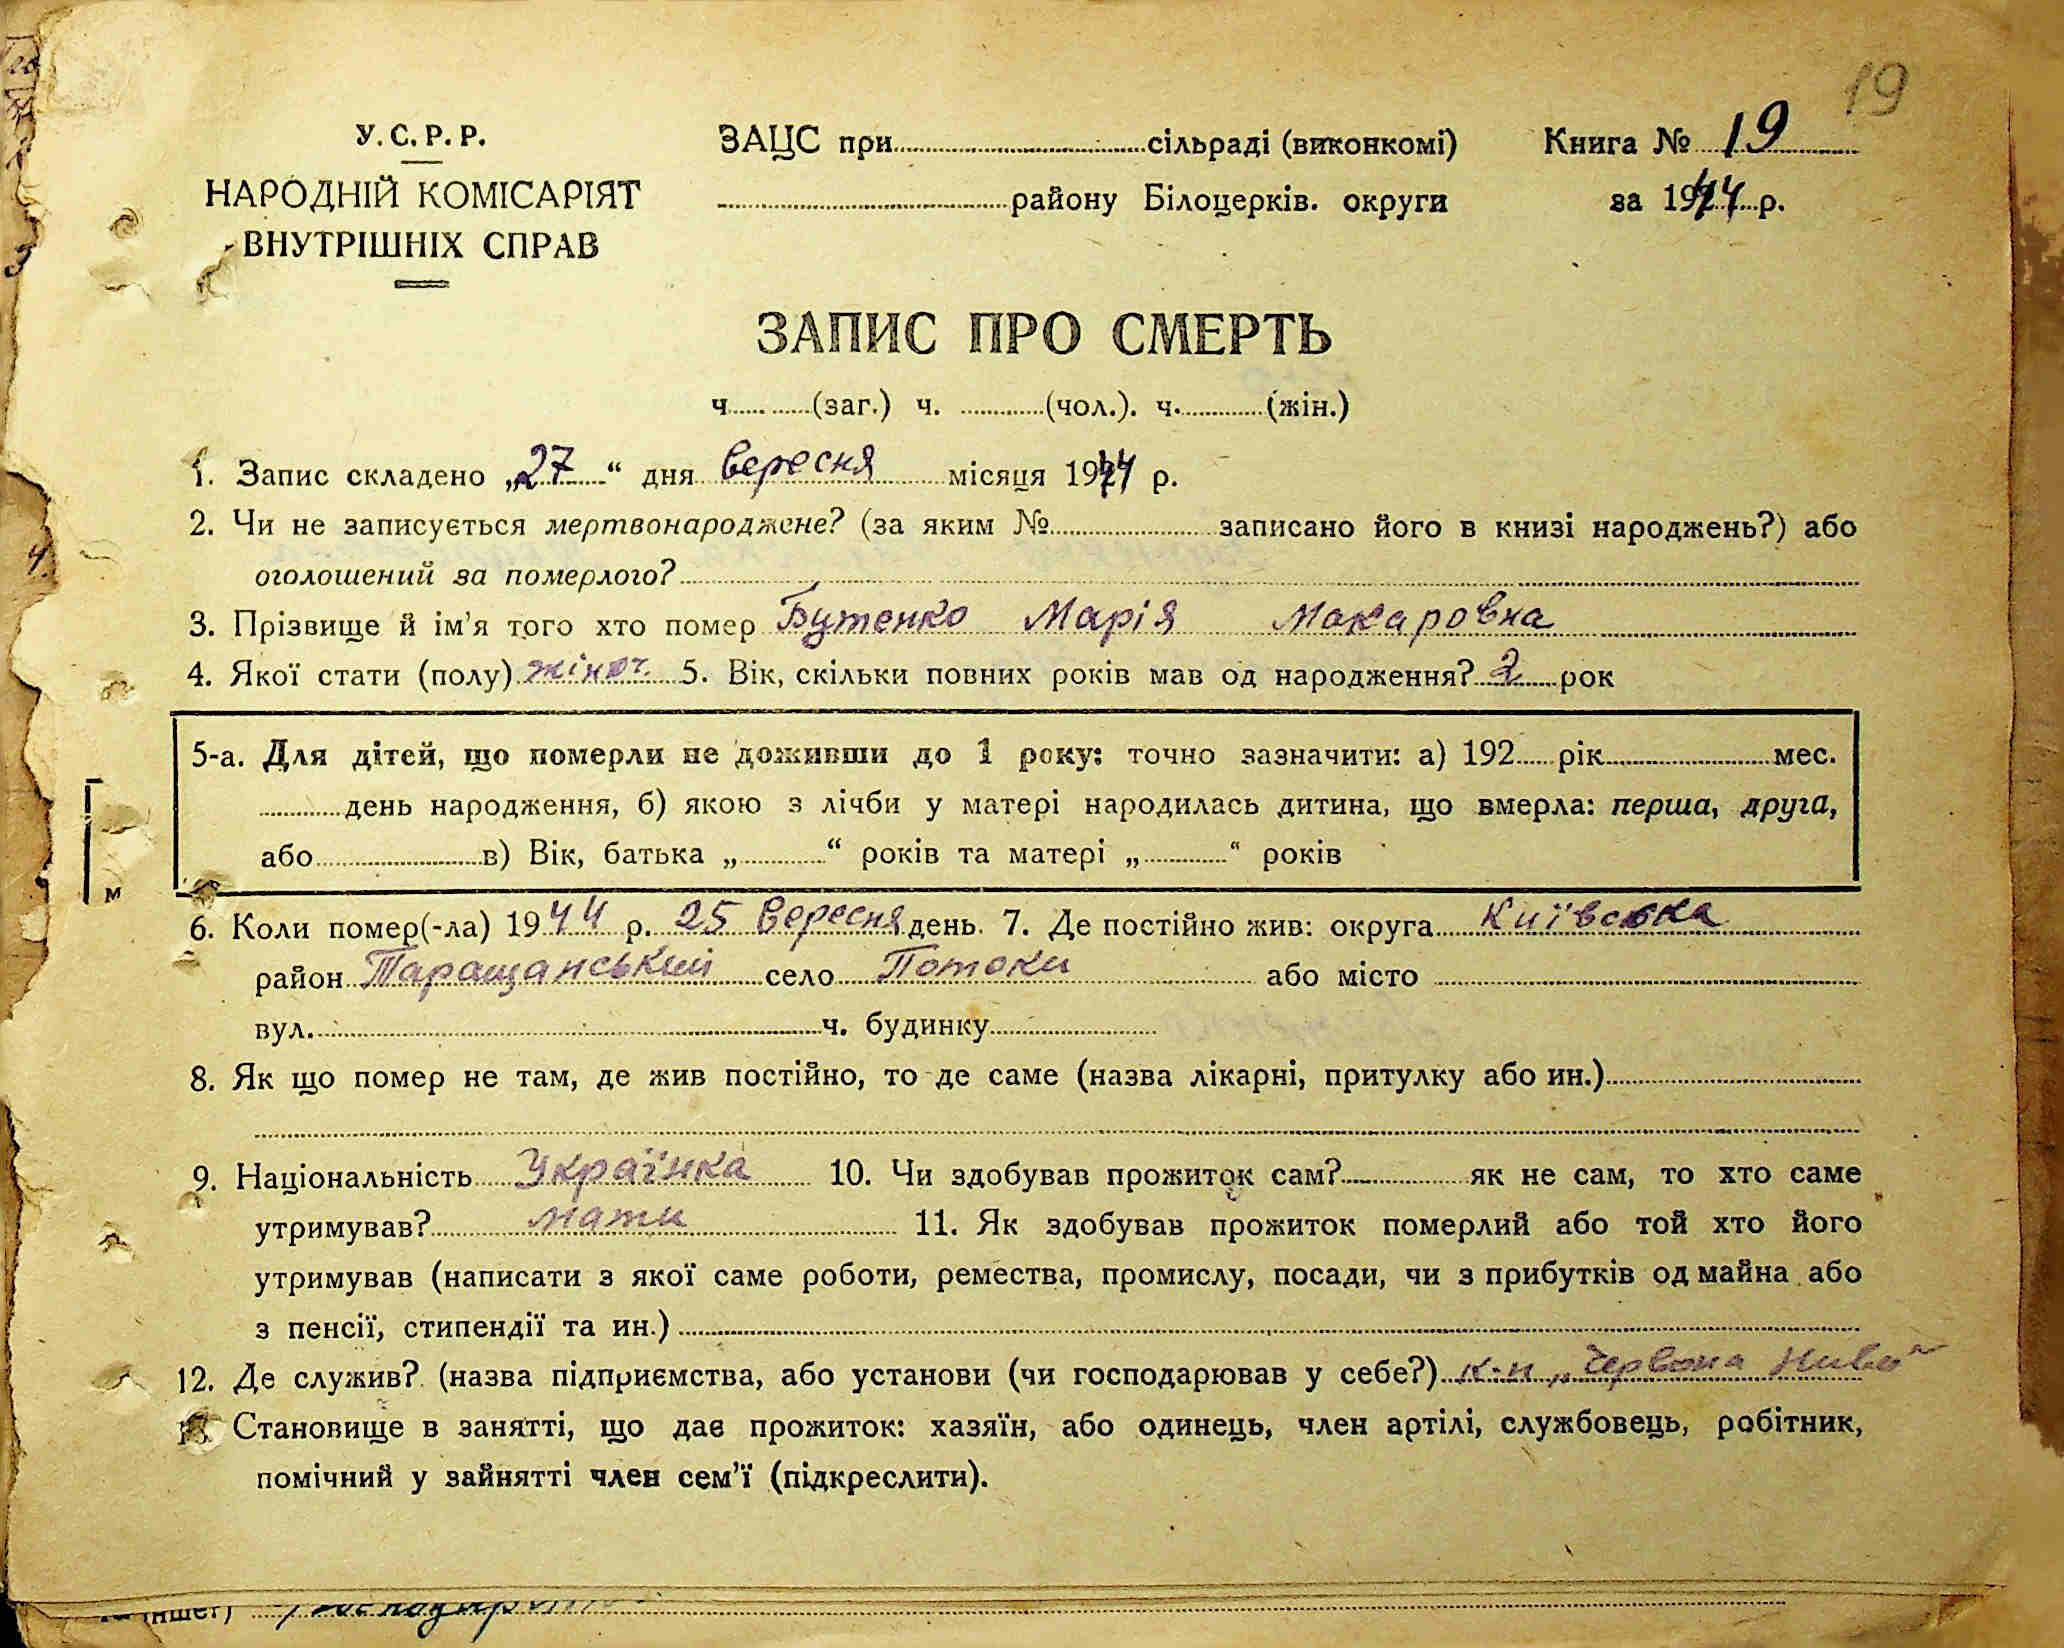 19
У.С.Р.Р.
НАРОДНІЙ КОМІСАРІЯТ
ВНУТРІШНІХ СПРАВ
ЗАЦС при сільраді (виконкомі)
району Білоцерків. округи
Книга № 19
за 1944 р.
ЗАПИС ПРО СМЕРТЬ
ч. (заг.) ч. (чол.). ч. (жін.)
1. Запис складено „27“ дня вересня місяця 1944 р.
2. Чи не записується мертвонароджене? (за яким № записано його в книзі народжень?) або
оголошений за померлого?
3. Прізвище й ім'я того хто помер Бутенко Марія Макаровна
4. Якої стати (полу) жіноч. 5. Вік, скільки повних років мав од народження? 2 рок
5-а. Для дітей, що померли не доживши до 1 року: точно зазначити: а) 192 рік мес.
день народження, б) якою з лічби у матері народилась дитина, що вмерла: перша, друга,
або в) Вік, батька „ “ років та матері „ “ років
м
6. Коли помер(-ла) 1944 р. 25 вересня день. 7. Де постійно жив: округа Київська
район Таращанський село Потоки або місто
вул. ч. будинку
8. Як що помер не там, де жив постійно, то де саме (назва лікарні, притулку або ин.)
9. Національність Українка 10. Чи здобував прожиток сам? як не сам, то хто саме
утримував? мати 11. Як здобував прожиток померлий або той хто його
утримував (написати з якої саме роботи, ремества, промислу, посади, чи з прибутків од майна або
з пенсії, стипендії та ин.)
12. Де служив? (назва підприємства, або установи (чи господарював у себе?) к-п „Червона Нива“
Становище в занятті, що дає прожиток: хазяїн, або одинець, член артілі, службовець, робітник,
помічний у зайнятті член сем'ї (підкреслити).